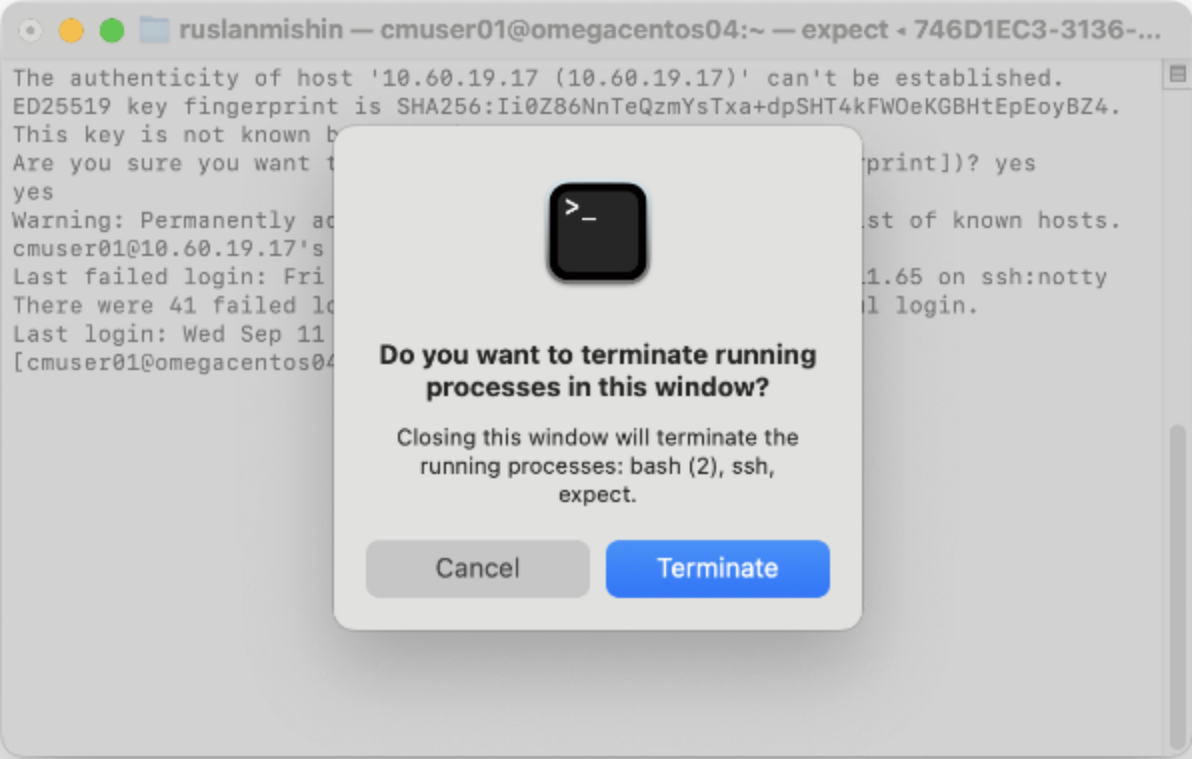 ruslanmishin — cmuser01@omegacentos04:~ — expect ◂ 746D1EC3-3136-...
The authenticity of host '10.60.19.17 (10.60.19.17)' can't be established.
ED25519 key fingerprint is SHA256:Ii0Z86NnTeQzmYsTxa+dpSHT4kFWOeKGBHtEpEoyBZ4.
This key is not known b
Are you sure you want t rprint])? yes
yes
Warning: Permanently ad st of known hosts.
cmuser01@10.60.19.17's
Last failed login: Fri 1.65 on ssh:notty
There were 41 failed lo l login.
Last login: Wed Sep 11
[cmuser01@omegacentos04
>_
Do you want to terminate running
processes in this window?
Closing this window will terminate the
running processes: bash (2), ssh,
expect.
Cancel Terminate